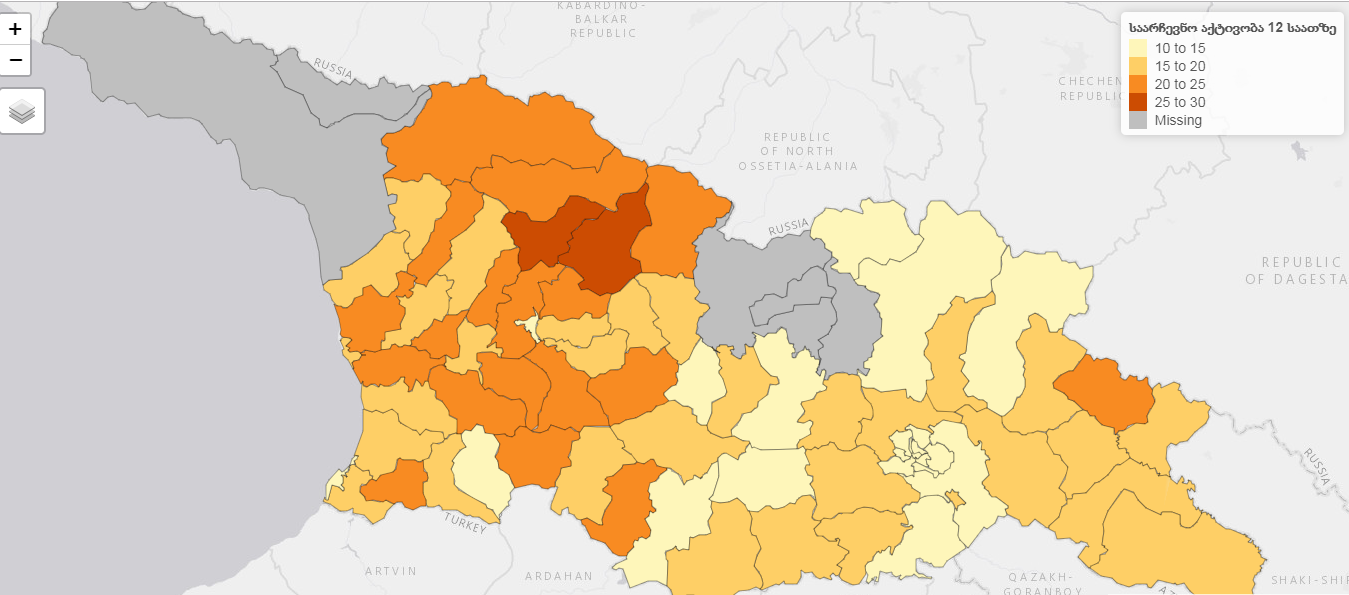 +
−
KABARDINO-
BALKAR
REPUBLIC
RUSSIA
საარჩევნო აქტივობა 12 საათზე
10 to 15
15 to 20
20 to 25
25 to 30
Missing
CHECHEN
REPUBLIC
REPUBLIC
OF NORTH
OSSETIA-ALANIA
RUSSIA
REPUBLIC
OF DAGESTA
RUSSIA
TURKEY
ARTVIN
ARDAHAN
QAZAKH-
GORANBOY
SHAKI-SHIR